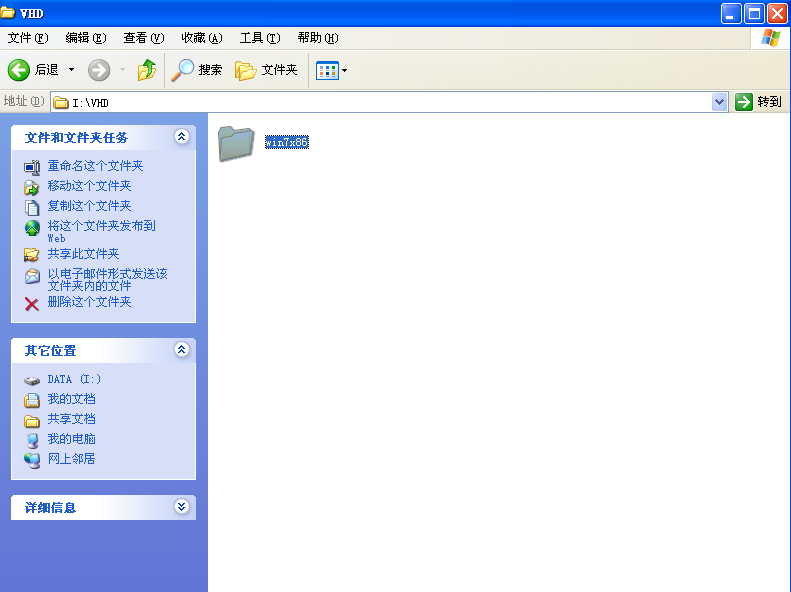 VHD
文件(F) 编辑(E) 查看(V) 收藏(A) 工具(T) 帮助(H)
后退 搜索 文件夹
地址(D) I:\VHD 转到
文件和文件夹任务
重命名这个文件夹
移动这个文件夹
复制这个文件夹
将这个文件夹发布到
Web
共享此文件夹
以电子邮件形式发送该
文件夹内的文件
删除这个文件夹
其它位置
DATA (I:)
我的文档
共享文档
我的电脑
网上邻居
详细信息
win7x86